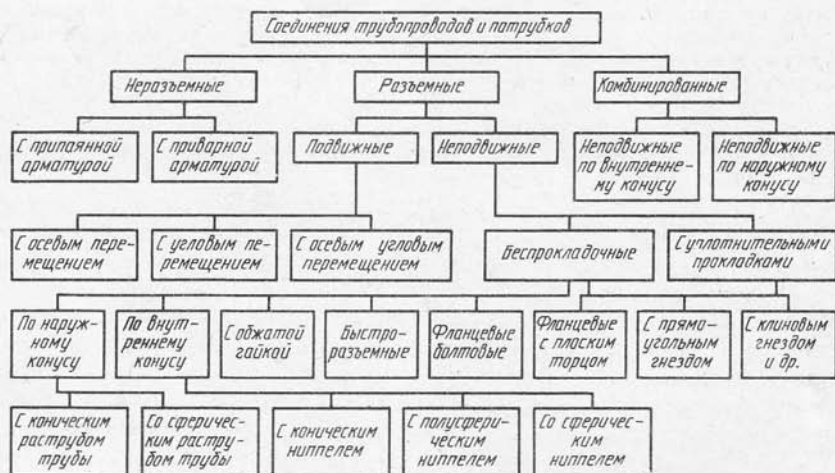 Соединения трубопроводов и патрубков
Неразъемные
Разъемные
Комбинированные
С припаянной
арматурой
С приварной
арматурой
Подвижные
Неподвижные
Неподвижные
по внутренне-
му конусу
Неподвижные
по наружному
конусу
С осевым пере-
мещением
С угловым пе-
ремещением
С осевым угловым
перемещением
Беспрокладочные
С уплотнительными
прокладками
По наруж-
ному
конусу
По внут-
реннему
конусу
С обжатой
гайкой
Быстро-
разъемные
Фланцевые
болтовые
Фланцевые
с плоским
торцом
С прямо-
угольным
гнездом
С клиновым
гнездом
и др.
С коническим
раструбом
трубы
Со сферичес-
ким растру-
бом трубы
С коническим
ниппелем
С полусфери-
ческим
ниппелем
Со сферичес-
ким
ниппелем